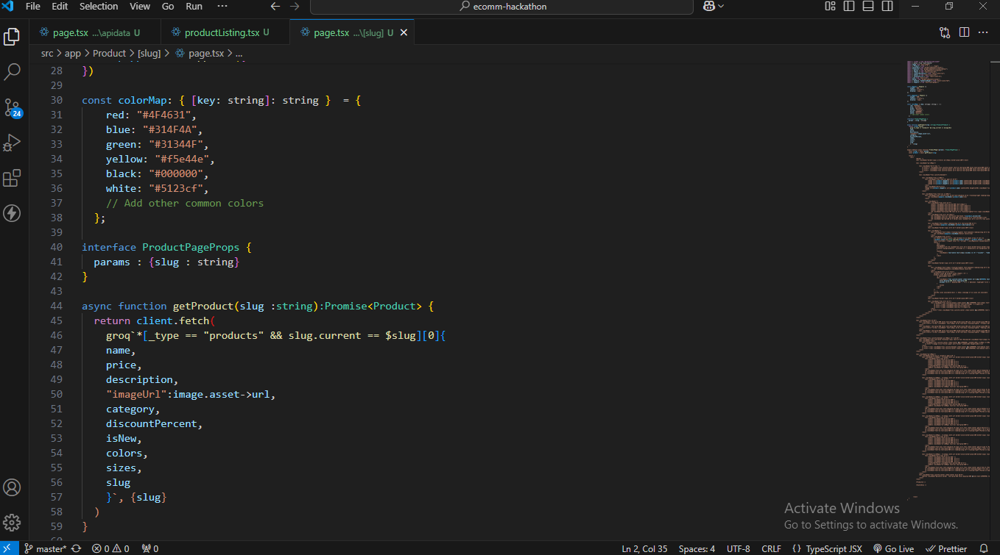 File Edit Selection View Go Run ... ecomm-hackathon
page.tsx ...\apidata U productListing.tsx U page.tsx ...\[slug] U
src > app > Product > [slug] > page.tsx > ...
28 })
29
30 const colorMap: { [key: string]: string }  = {
31     red: "#4F4631",
32     blue: "#314F4A",
33     green: "#31344F",
34     yellow: "#f5e44e",
35     black: "#000000",
36     white: "#5123cf",
37     // Add other common colors
38   };
39
40 interface ProductPageProps {
41   params : {slug : string}
42 }
43
44 async function getProduct(slug :string):Promise<Product> {
45   return client.fetch(
46     groq`*[_type == "products" && slug.current == $slug][0]{
47     name,
48     price,
49     description,
50     "imageUrl":image.asset->url,
51     category,
52     discountPercent,
53     isNew,
54     colors,
55     sizes,
56     slug
57     }`, {slug}
58   )
59 }
24
Activate Windows
Go to Settings to activate Windows.
master* 0 0 0 Ln 2, Col 35 Spaces: 4 UTF-8 CRLF {} TypeScript JSX Go Live Prettier